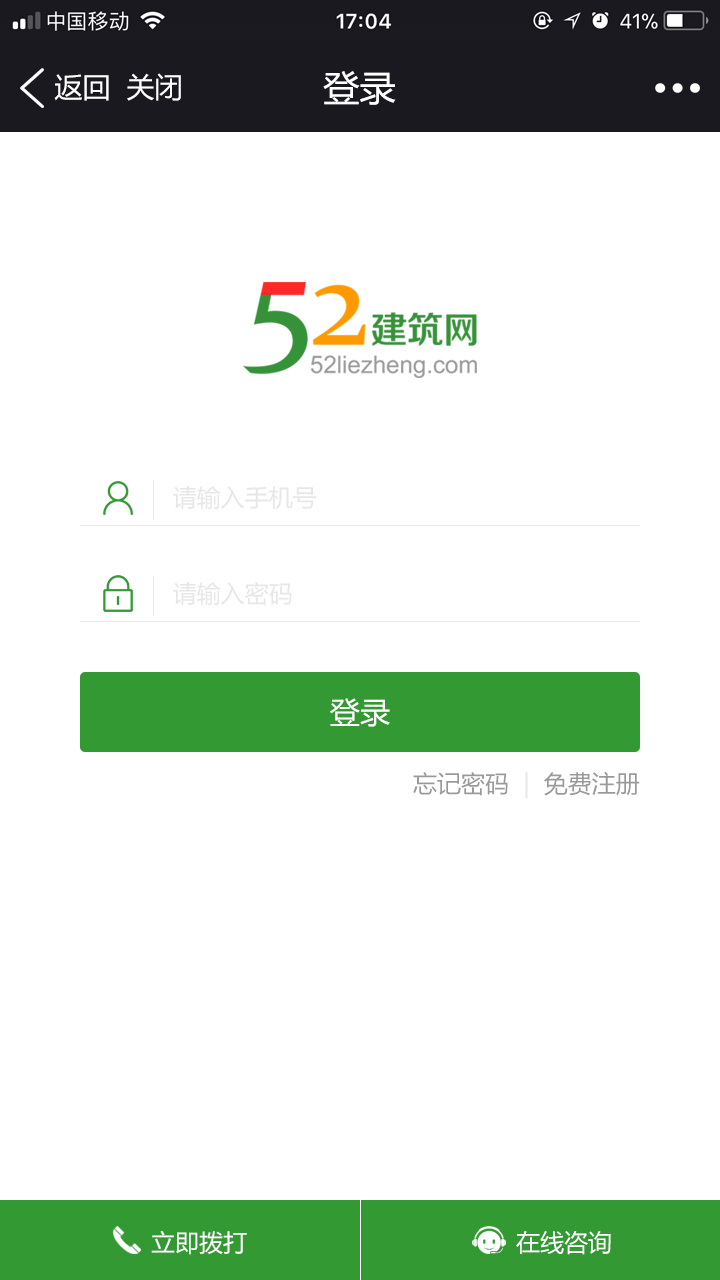 中国移动 17:04 41%
返回 关闭 登录
52建筑网
52liezheng.com
请输入手机号
请输入密码
登录
忘记密码 免费注册
立即拨打 在线咨询